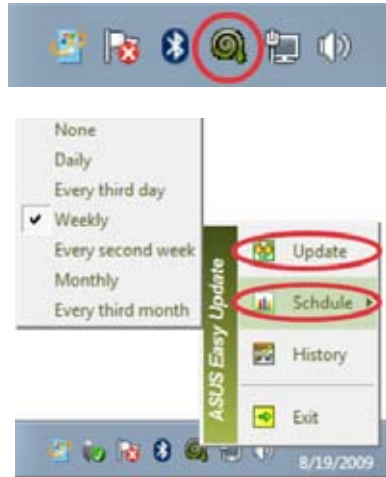 None
Daily
Every third day
Weekly
Every second week
Monthly
Every third month
ASUS Easy Update
Update
Schdule
History
Exit
8/19/2009